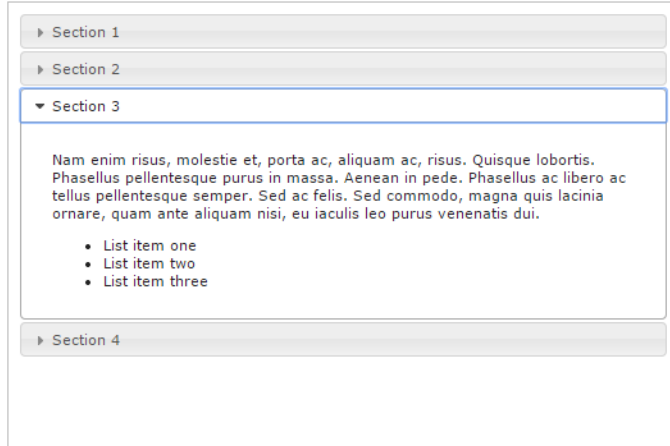 Section 1
Section 2
Section 3
Nam enim risus, molestie et, porta ac, aliquam ac, risus. Quisque lobortis.
Phasellus pellentesque purus in massa. Aenean in pede. Phasellus ac libero ac
tellus pellentesque semper. Sed ac felis. Sed commodo, magna quis lacinia
ornare, quam ante aliquam nisi, eu iaculis leo purus venenatis dui.
List item one
List item two
List item three
Section 4